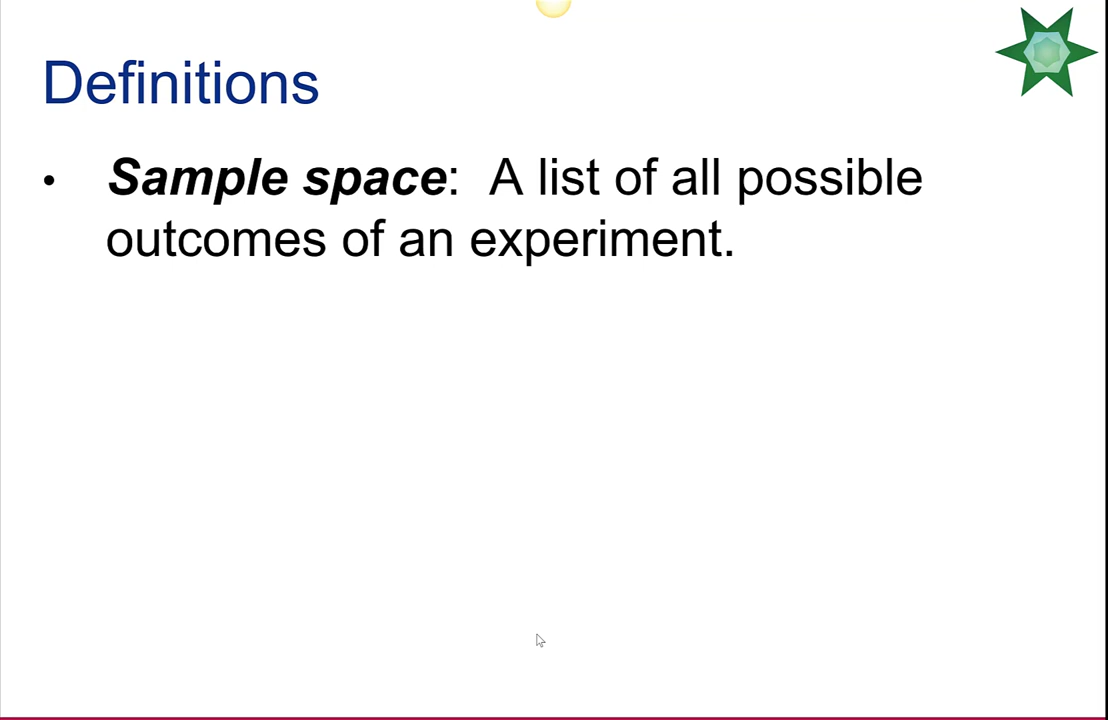 Definitions
• Sample space:  A list of all possible
outcomes of an experiment.